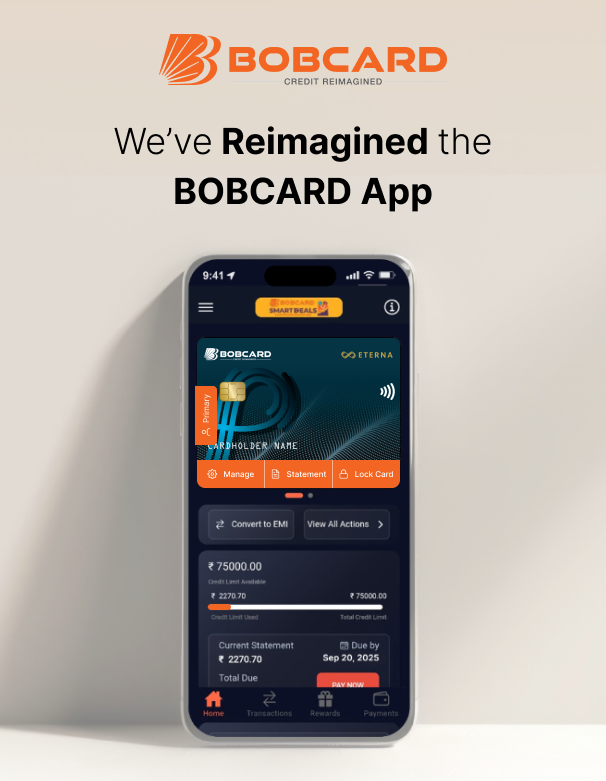 BOBCARD
CREDIT REIMAGINED
We’ve Reimagined the
BOBCARD App
9:41
BOBCARD
SMARTDEALS
BOBCARD
CREDIT REIMAGINED
ETERNA
Primary
CARDHOLDER NAME
Manage
Statement
Lock Card
Convert to EMI
View All Actions
₹ 75000.00
Credit Limit Available
₹ 2270.70
₹ 75000.00
Credit Limit Used
Total Credit Limit
Current Statement
Due by
₹ 2270.70
Sep 20, 2025
Total Due
PAY NOW
Home
Transactions
Rewards
Payments